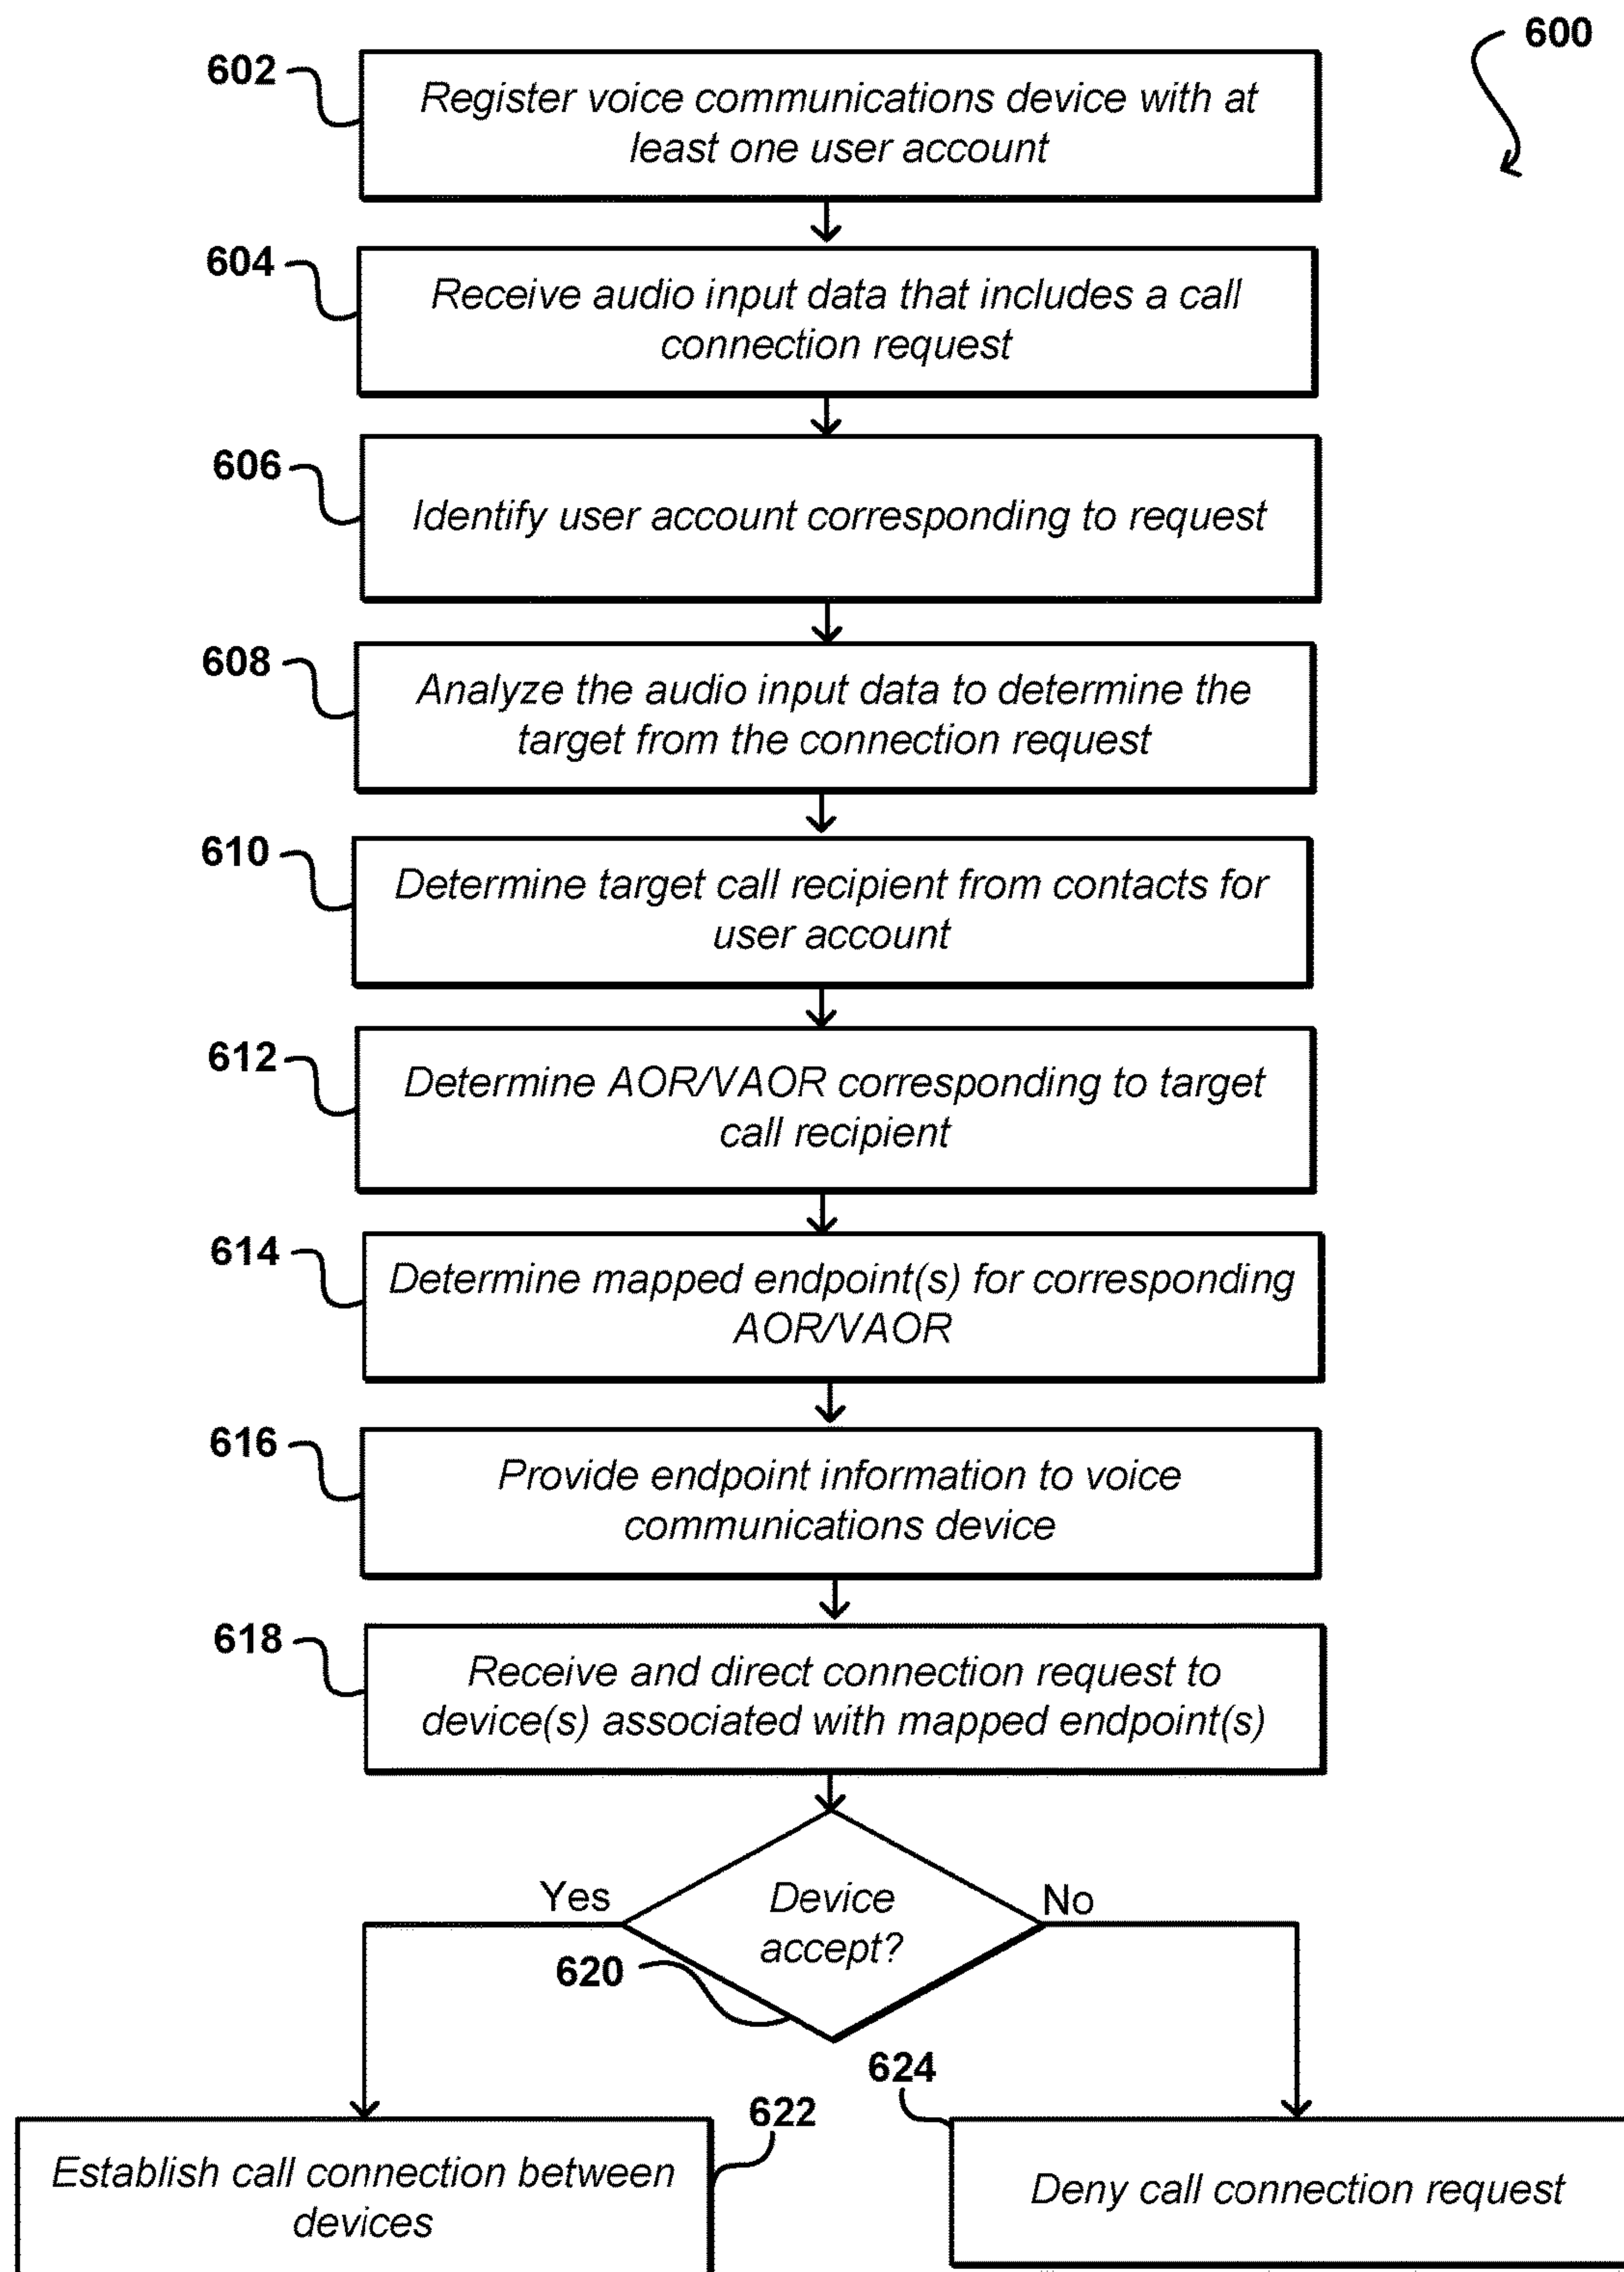 600
602
Register voice communications device with at
least one user account
604
Receive audio input data that includes a call
connection request
606
Identify user account corresponding to request
608
Analyze the audio input data to determine the
target from the connection request
610
Determine target call recipient from contacts for
user account
612
Determine AOR/VAOR corresponding to target
call recipient
614
Determine mapped endpoint(s) for corresponding
AOR/VAOR
616
Provide endpoint information to voice
communications device
618
Receive and direct connection request to
device(s) associated with mapped endpoint(s)
Yes
Device
accept?
No
620
622
Establish call connection between
devices
624
Deny call connection request